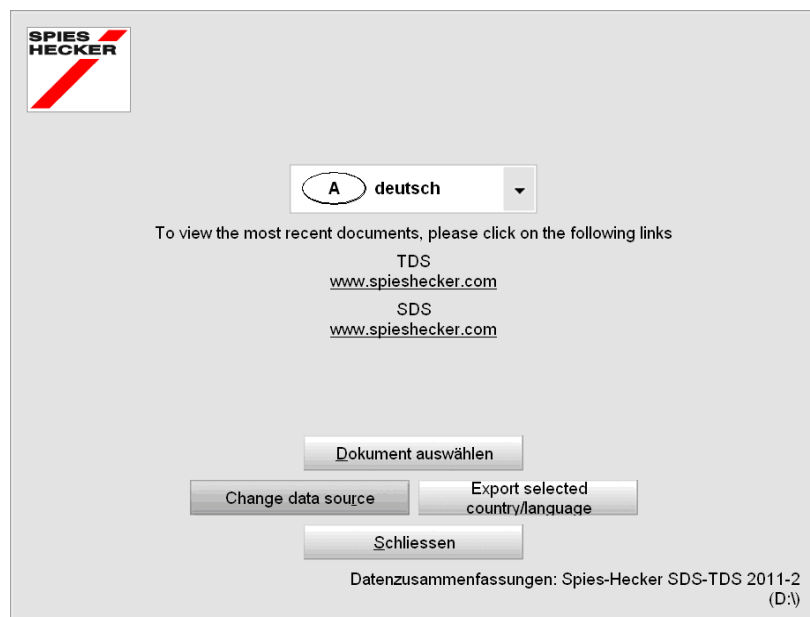 SPIES
HECKER
A deutsch
To view the most recent documents, please click on the following links
TDS
www.spieshecker.com
SDS
www.spieshecker.com
Dokument auswählen
Change data source
Export selected
country/language
Schliessen
Datenzusammenfassungen: Spies-Hecker SDS-TDS 2011-2
(D:\)